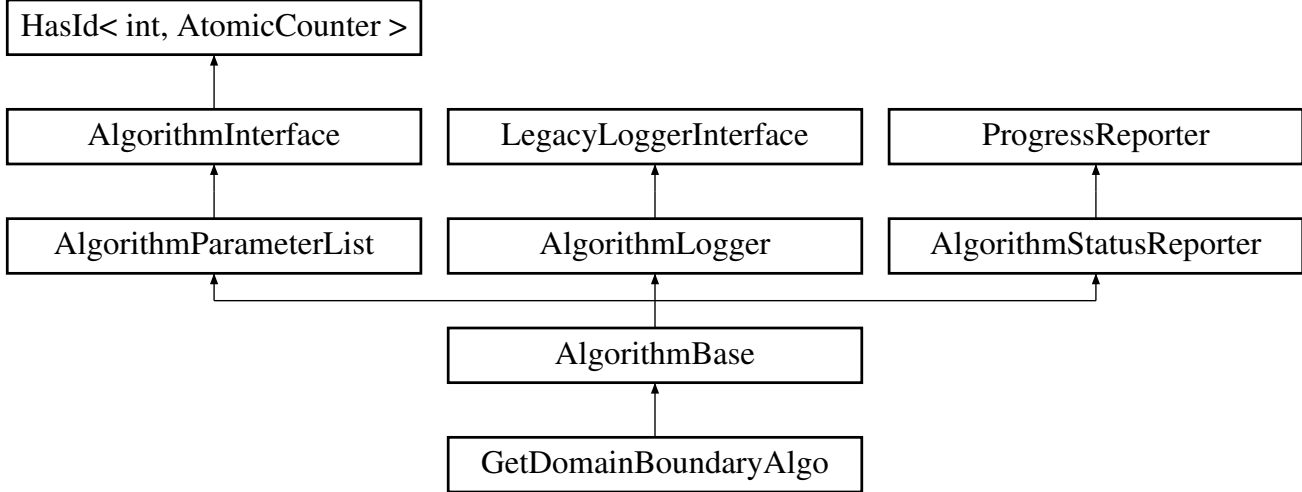 HasId< int, AtomicCounter >
AlgorithmInterface
LegacyLoggerInterface
ProgressReporter
AlgorithmParameterList
AlgorithmLogger
AlgorithmStatusReporter
AlgorithmBase
GetDomainBoundaryAlgo